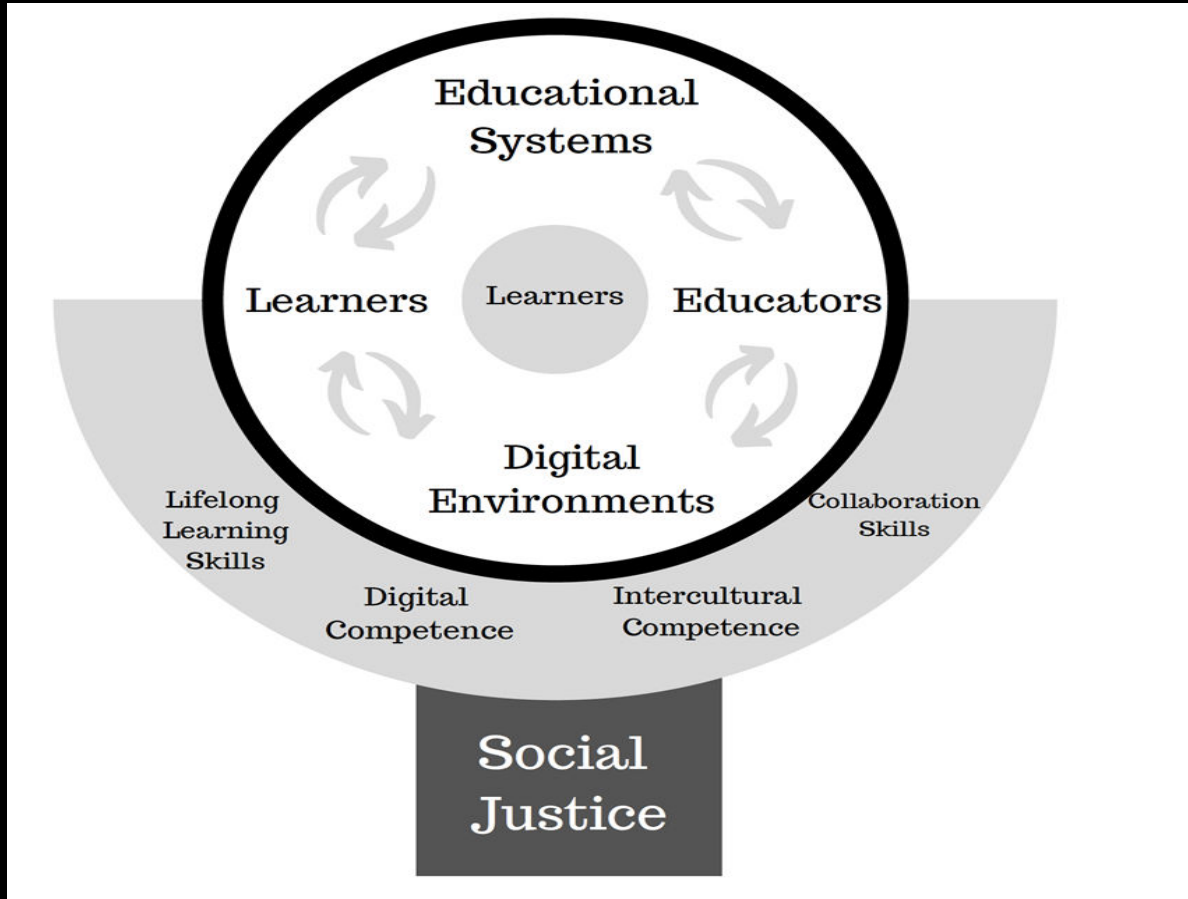 Educational
Systems
Learners
Learners
Educators
Digital
Environments
Lifelong
Learning
Skills
Digital
Competence
Intercultural
Competence
Collaboration
Skills
Social
Justice